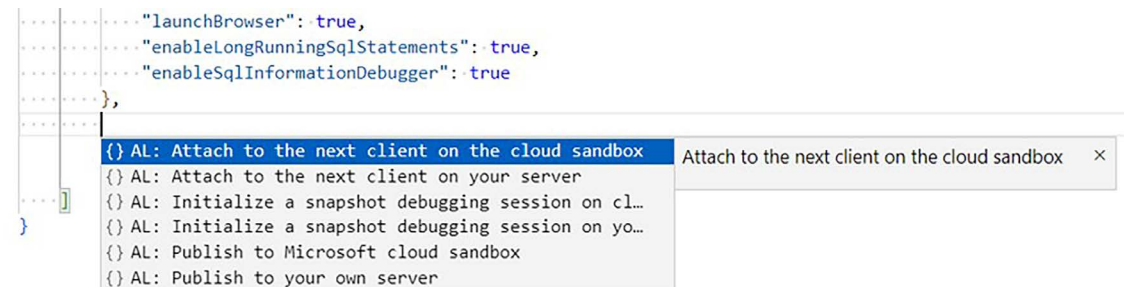 "launchBrowser": true,
"enableLongRunningSqlStatements": true,
"enableSqlInformationDebugger": true
},
{} AL: Attach to the next client on the cloud sandbox
Attach to the next client on the cloud sandbox ×
{} AL: Attach to the next client on your server
{} AL: Initialize a snapshot debugging session on cl…
]
{} AL: Initialize a snapshot debugging session on yo…
}
{} AL: Publish to Microsoft cloud sandbox
{} AL: Publish to your own server